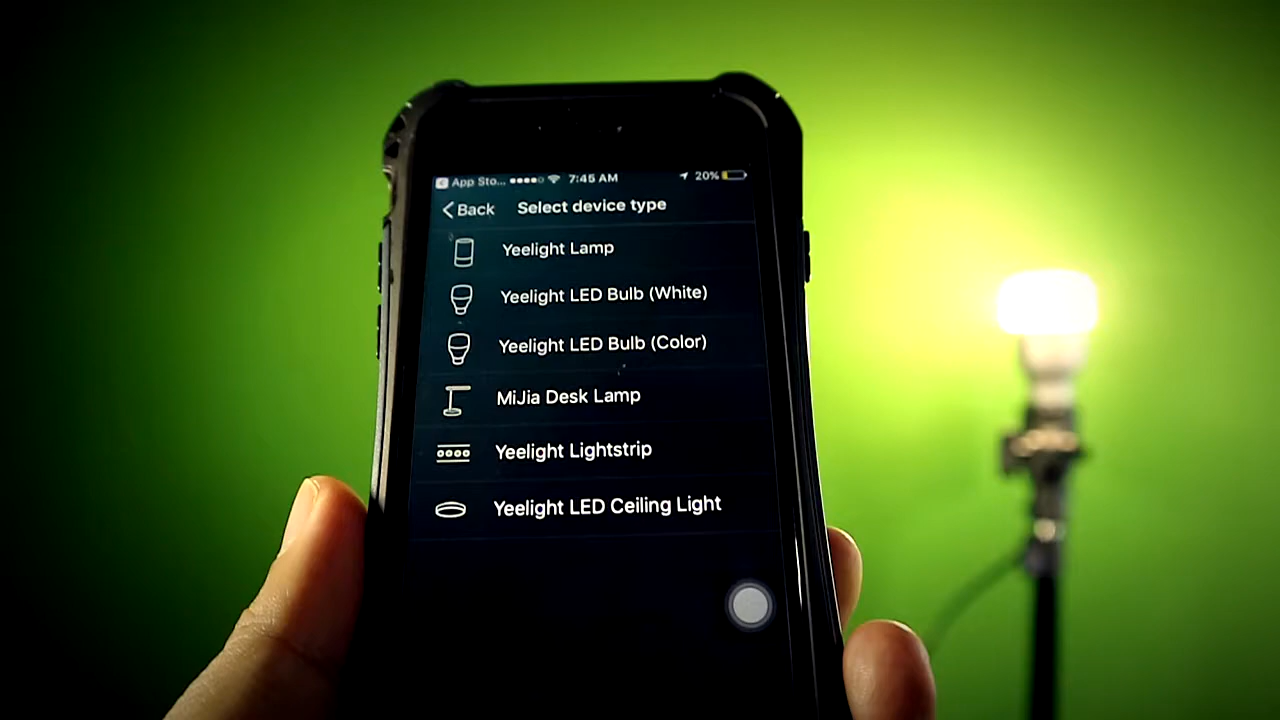 App Sto... 7:45 AM 20%
Back Select device type
Yeelight Lamp
Yeelight LED Bulb (White)
Yeelight LED Bulb (Color)
MiJia Desk Lamp
Yeelight Lightstrip
Yeelight LED Ceiling Light